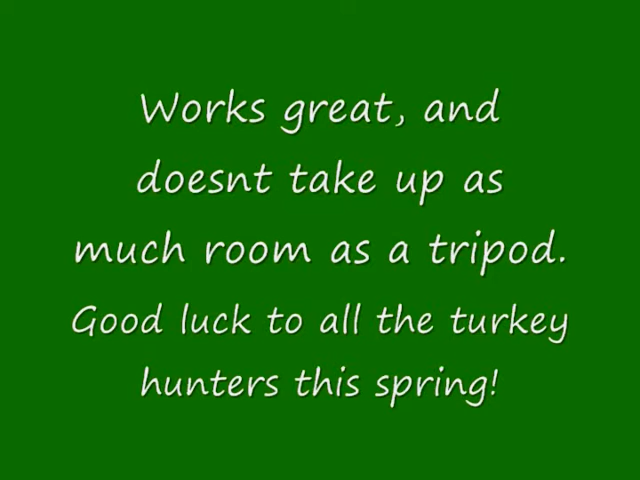 Works great, and
doesnt take up as
much room as a tripod.
Good luck to all the turkey
hunters this spring!